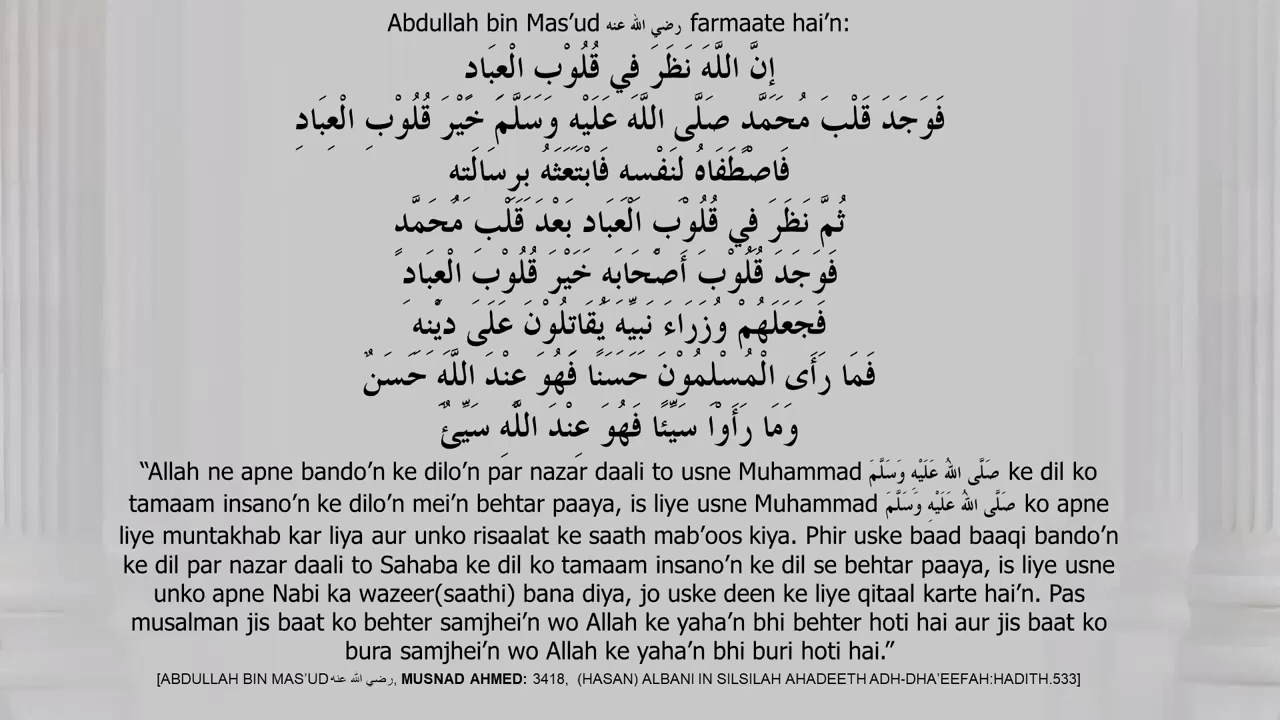 Abdullah bin Mas’ud رضي الله عنه farmaate hai’n:
إِنَّ اللَّهَ نَظَرَ فِي قُلُوْبِ الْعِبَادِ
فَوَجَدَ قَلْبَ مُحَمَّدٍ صَلَّى اللَّهُ عَلَيْهِ وَسَلَّمَ خَيْرَ قُلُوْبِ الْعِبَادِ
فَاصْطَفَاهُ لِنَفْسِهِ فَابْتَعَثَهُ بِرِسَالَتِهِ
ثُمَّ نَظَرَ فِي قُلُوْبِ الْعِبَادِ بَعْدَ قَلْبِ مُحَمَّدٍ
فَوَجَدَ قُلُوْبَ أَصْحَابِهِ خَيْرَ قُلُوْبِ الْعِبَادِ
فَجَعَلَهُمْ وُزَرَاءَ نَبِيِّهِ يُقَاتِلُوْنَ عَلَى دِيْنِهِ
فَمَا رَأَى الْمُسْلِمُوْنَ حَسَنًا فَهُوَ عِنْدَ اللَّهِ حَسَنٌ
وَمَا رَأَوْا سَيِّئًا فَهُوَ عِنْدَ اللَّهِ سَيِّئٌ
“Allah ne apne bando’n ke dilo’n par nazar daali to usne Muhammad صَلَّى اللهُ عَلَيْهِ وَسَلَّمَ ke dil ko
tamaam insano’n ke dilo’n mei’n behtar paaya, is liye usne Muhammad صَلَّى اللهُ عَلَيْهِ وَسَلَّمَ ko apne
liye muntakhab kar liya aur unko risaalat ke saath mab’oos kiya. Phir uske baad baaqi bando’n
ke dil par nazar daali to Sahaba ke dil ko tamaam insano’n ke dil se behtar paaya, is liye usne
unko apne Nabi ka wazeer(saathi) bana diya, jo uske deen ke liye qitaal karte hai’n. Pas
musalman jis baat ko behter samjhei’n wo Allah ke yaha’n bhi behter hoti hai aur jis baat ko
bura samjhei’n wo Allah ke yaha’n bhi buri hoti hai.”
[ABDULLAH BIN MAS’UD رضي الله عنه, MUSNAD AHMED: 3418, (HASAN) ALBANI IN SILSILAH AHADEETH ADH-DHA’EEFAH:HADITH.533]